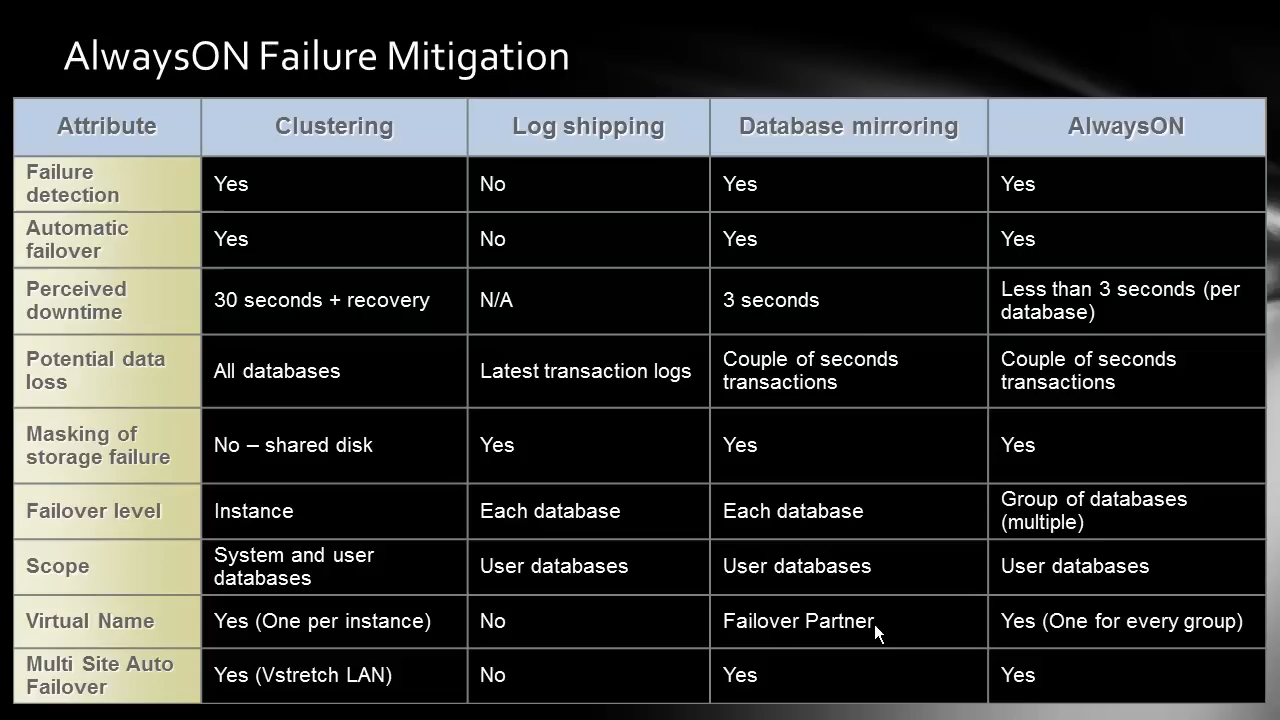 AlwaysON Failure Mitigation
Attribute
Clustering
Log shipping
Database mirroring
AlwaysON
Failure
detection
Yes
No
Yes
Yes
Automatic
failover
Yes
No
Yes
Yes
Perceived
downtime
30 seconds + recovery
N/A
3 seconds
Less than 3 seconds (per
database)
Potential data
loss
All databases
Latest transaction logs
Couple of seconds
transactions
Couple of seconds
transactions
Masking of
storage failure
No – shared disk
Yes
Yes
Yes
Failover level
Instance
Each database
Each database
Group of databases
(multiple)
Scope
System and user
databases
User databases
User databases
User databases
Virtual Name
Yes (One per instance)
No
Failover Partner
Yes (One for every group)
Multi Site Auto
Failover
Yes (Vstretch LAN)
No
Yes
Yes